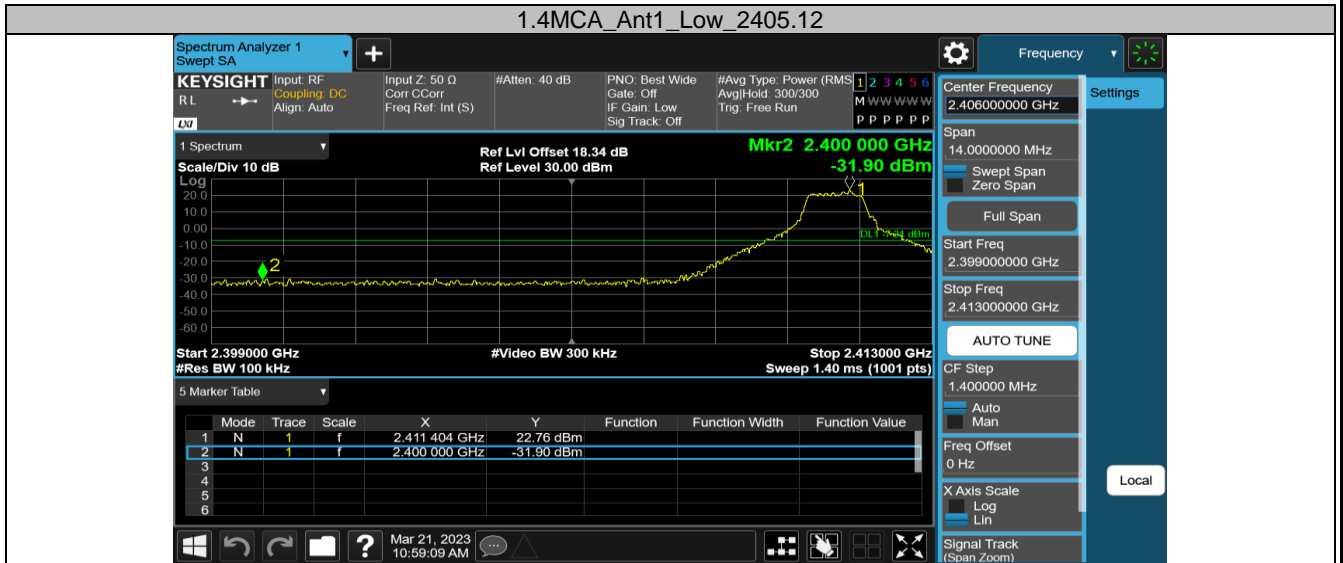 1.4MCA_Ant1_Low_2405.12
Spectrum Analyzer 1
Swept SA
Frequency
KEYSIGHT
R L
LXI
Input: RF
Coupling: DC
Align: Auto
Input Z: 50 Ω
Corr CCorr
Freq Ref: Int (S)
#Atten: 40 dB
PNO: Best Wide
Gate: Off
IF Gain: Low
Sig Track: Off
#Avg Type: Power (RMS
Avg|Hold: 300/300
Trig: Free Run
1 2 3 4 5 6
M W W W W W
P P P P P P
1 Spectrum
Scale/Div 10 dB
Ref Lvl Offset 18.34 dB
Ref Level 30.00 dBm
Mkr2 2.400 000 GHz
-31.90 dBm
Log
20.0
10.0
0.00
-10.0
-20.0
-30.0
-40.0
-50.0
-60.0
1
2
Start 2.399000 GHz
#Res BW 100 kHz
#Video BW 300 kHz
Stop 2.413000 GHz
Sweep 1.40 ms (1001 pts)
5 Marker Table
Mode Trace Scale X Y Function Function Width Function Value
1 N 1 f 2.411 404 GHz 22.76 dBm
2 N 1 f 2.400 000 GHz -31.90 dBm
3
4
5
6
Mar 21, 2023
10:59:09 AM
Center Frequency
2.406000000 GHz
Span
14.0000000 MHz
Swept Span
Zero Span
Full Span
Start Freq
2.399000000 GHz
Stop Freq
2.413000000 GHz
AUTO TUNE
CF Step
1.400000 MHz
Auto
Man
Freq Offset
0 Hz
X Axis Scale
Log
Lin
Signal Track
(Span Zoom)
Settings
Local